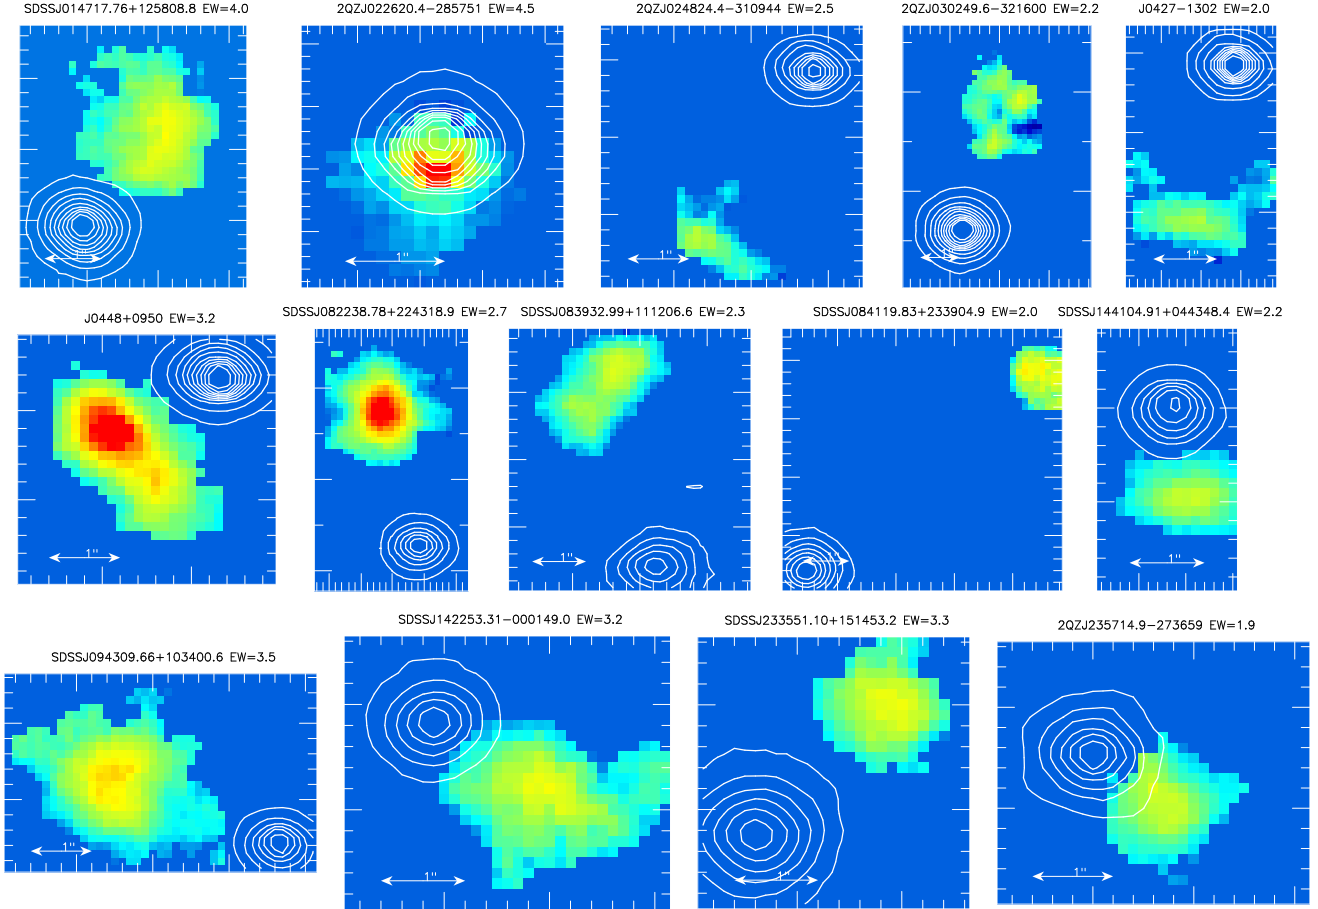 SDSSJ014717.76+125808.8 EW=4.0
2QZJ022620.4-285751 EW=4.5
2QZJ024824.4-310944 EW=2.5
2QZJ030249.6-321600 EW=2.2
J0427-1302 EW=2.0
1"
1"
1"
1"
1"
J0448+0950 EW=3.2
SDSSJ082238.78+224318.9 EW=2.7
SDSSJ083932.99+111206.6 EW=2.3
SDSSJ084119.83+233904.9 EW=2.0
SDSSJ144104.91+044348.4 EW=2.2
1"
1"
1"
1"
SDSSJ094309.66+103400.6 EW=3.5
SDSSJ142253.31-000149.0 EW=3.2
SDSSJ233551.10+151453.2 EW=3.3
2QZJ235714.9-273659 EW=1.9
1"
1"
1"
1"